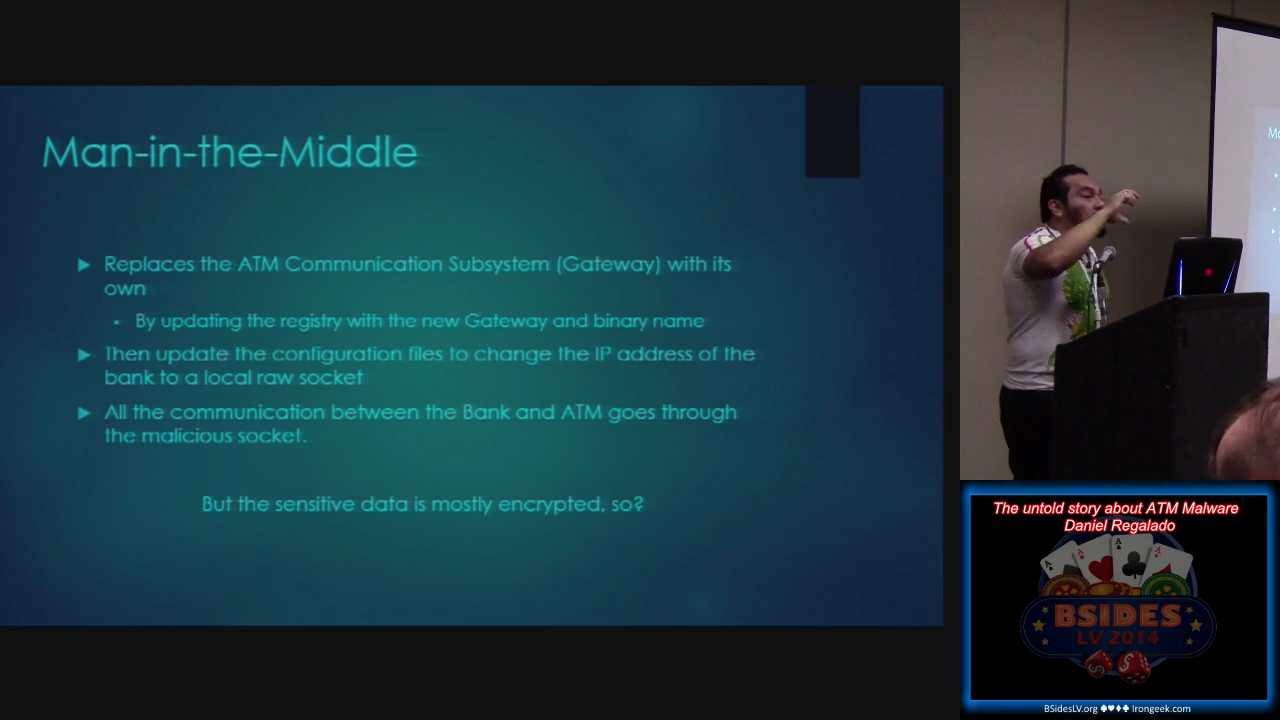 Man-in-the-Middle
Replaces the ATM Communication Subsystem (Gateway) with its
own
By updating the registry with the new Gateway and binary name
Then update the configuration files to change the IP address of the
bank to a local raw socket
All the communication between the Bank and ATM goes through
the malicious socket.
But the sensitive data is mostly encrypted, so?
The untold story about ATM Malware
Daniel Regalado
A
A
A
A
BSIDES
LV 2014
BSidesLV.org ♠♥♦♣ Irongeek.com